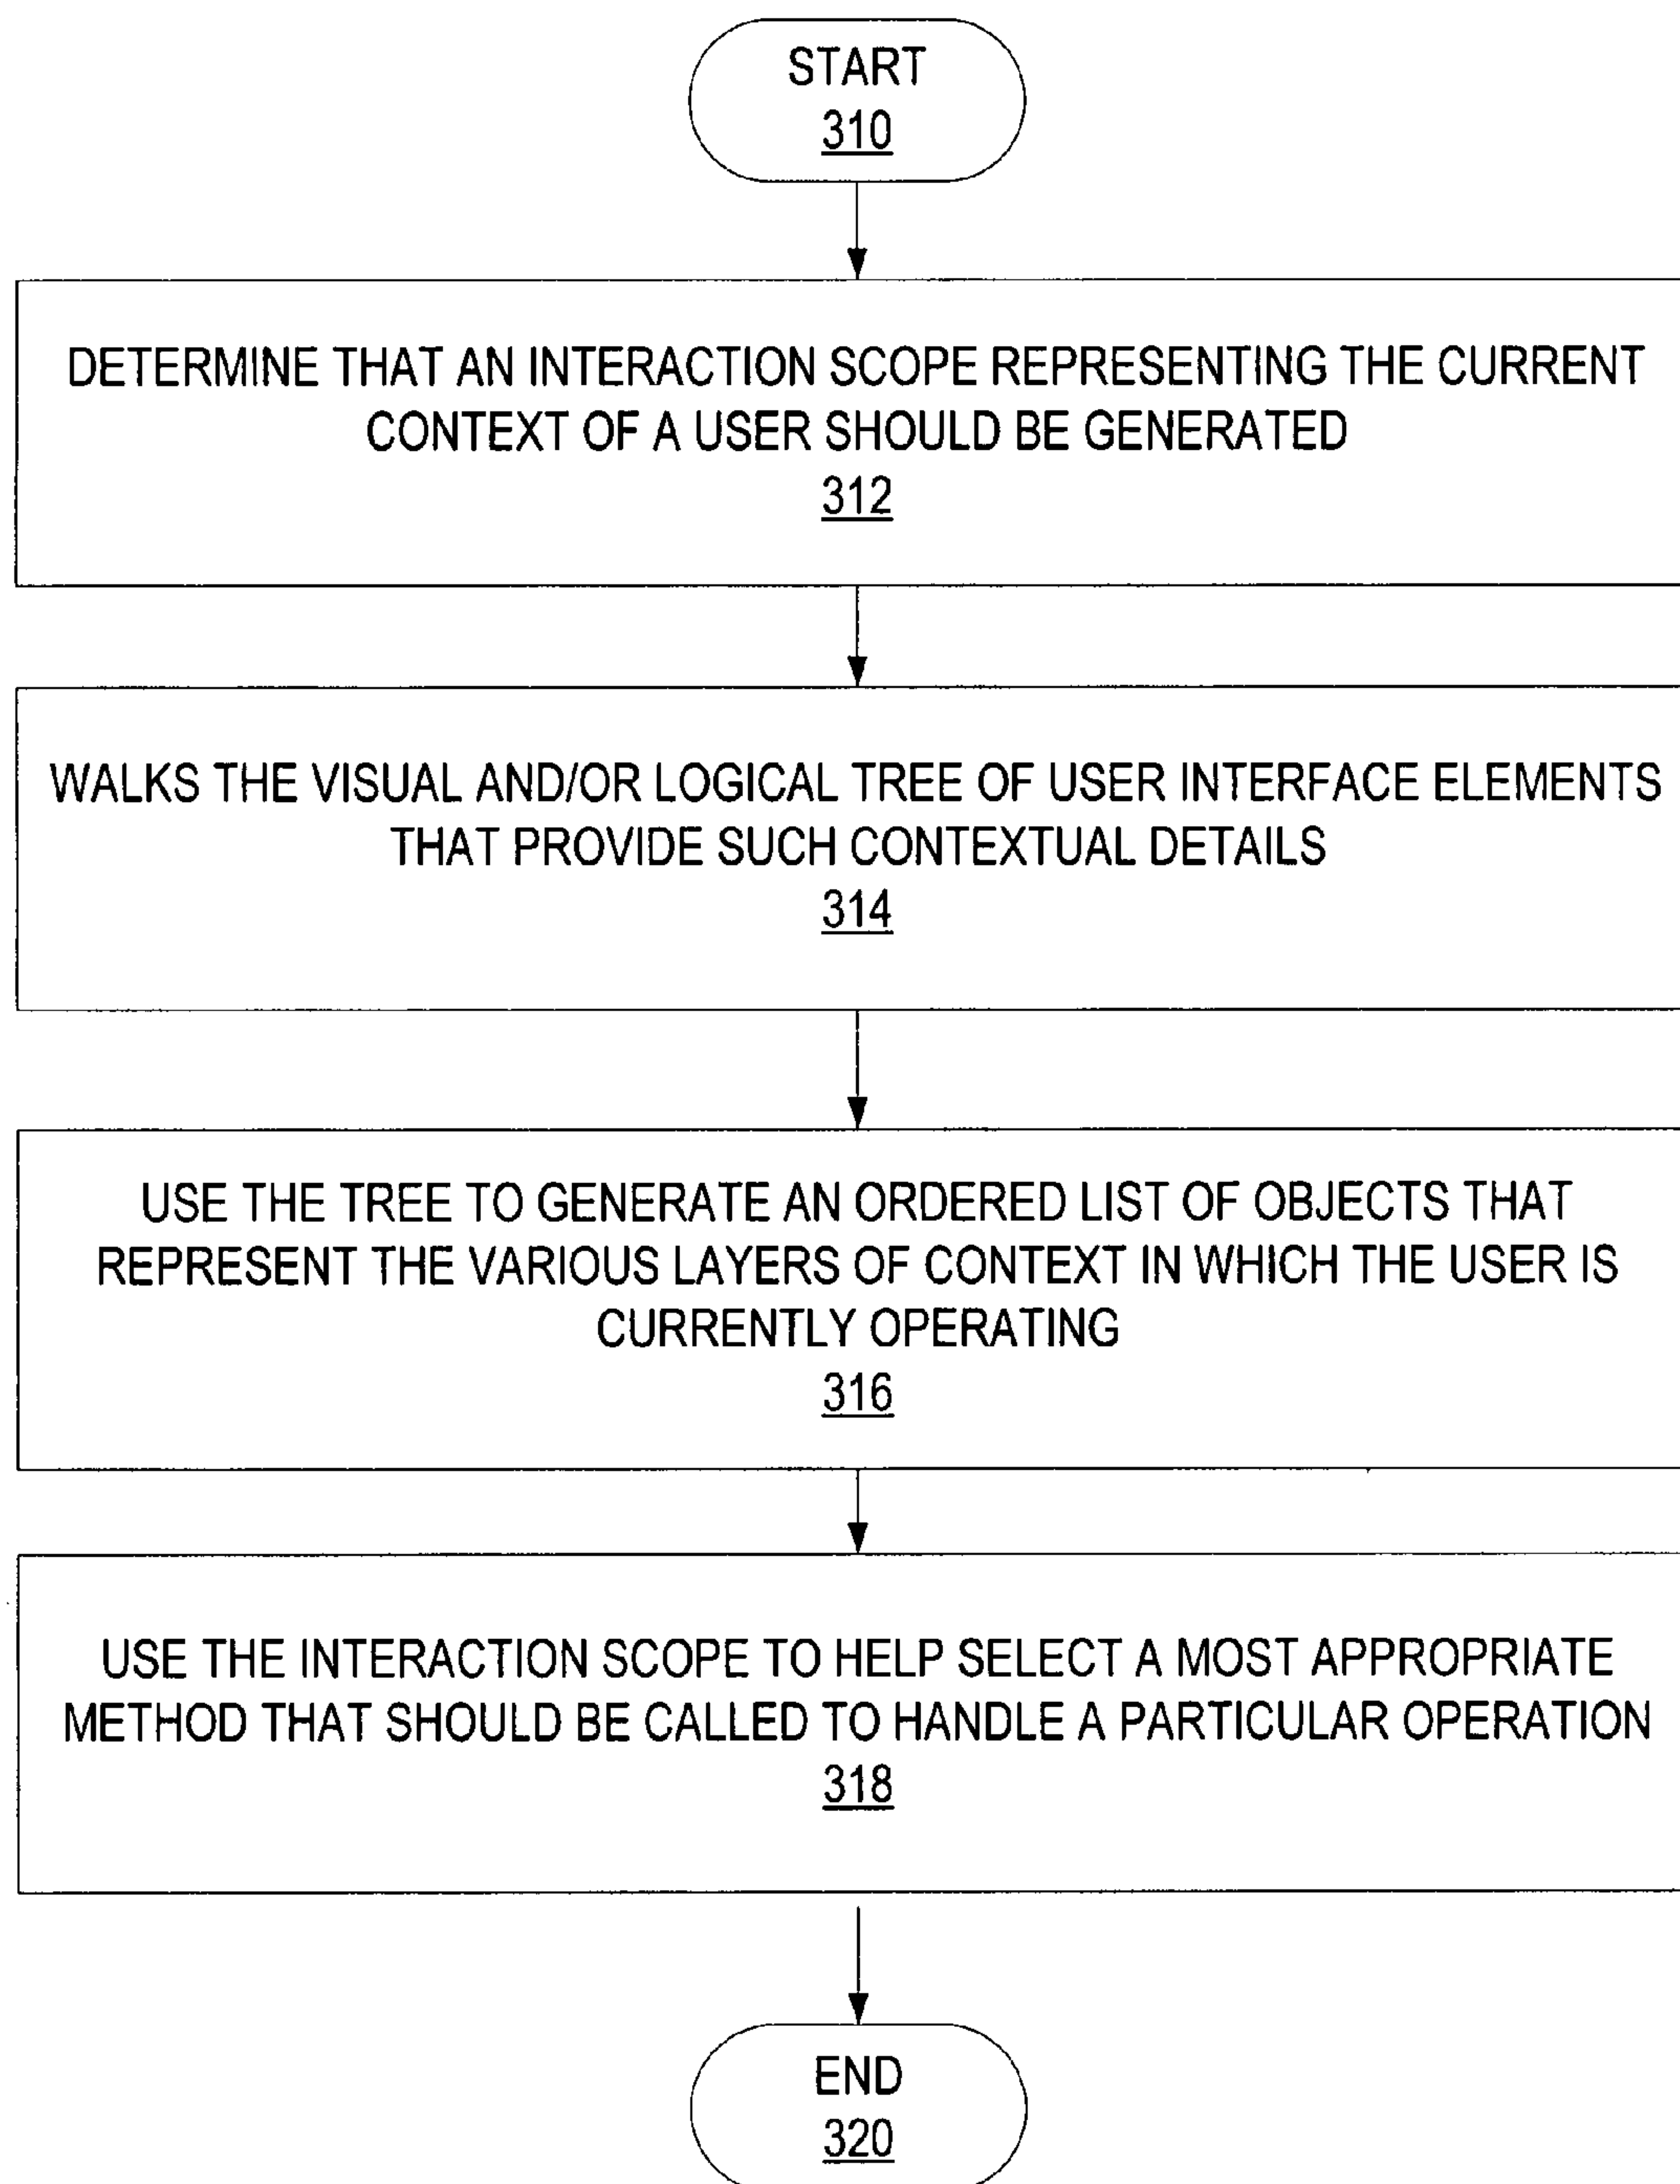 START
310
DETERMINE THAT AN INTERACTION SCOPE REPRESENTING THE CURRENT
CONTEXT OF A USER SHOULD BE GENERATED
312
WALKS THE VISUAL AND/OR LOGICAL TREE OF USER INTERFACE ELEMENTS
THAT PROVIDE SUCH CONTEXTUAL DETAILS
314
USE THE TREE TO GENERATE AN ORDERED LIST OF OBJECTS THAT
REPRESENT THE VARIOUS LAYERS OF CONTEXT IN WHICH THE USER IS
CURRENTLY OPERATING
316
USE THE INTERACTION SCOPE TO HELP SELECT A MOST APPROPRIATE
METHOD THAT SHOULD BE CALLED TO HANDLE A PARTICULAR OPERATION
318
END
320